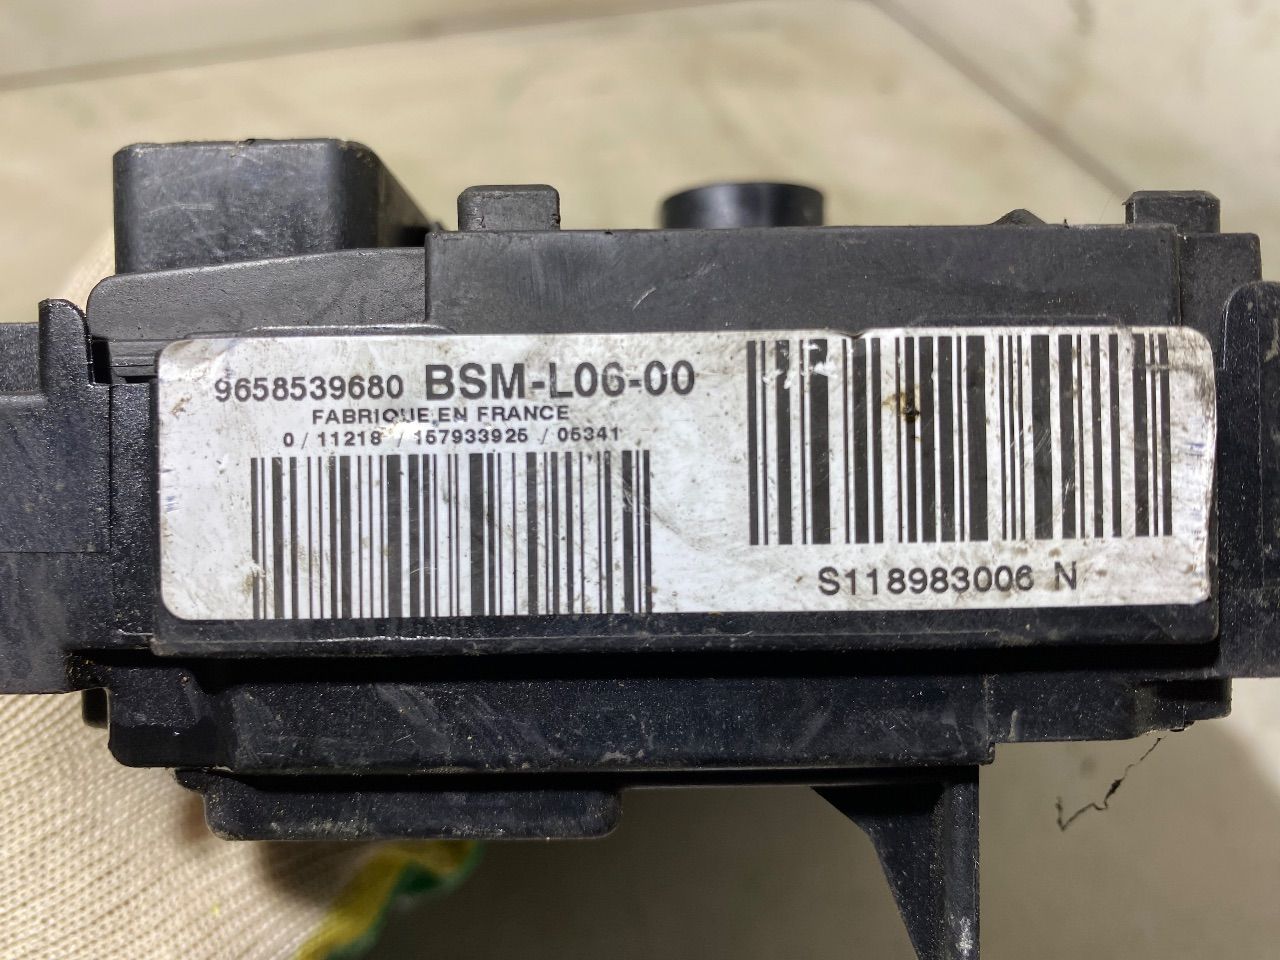 9658539680 BSM-L06-00
FABRIQUE EN FRANCE
0 / 11218 / 157933925 / 05341
S118983006 N